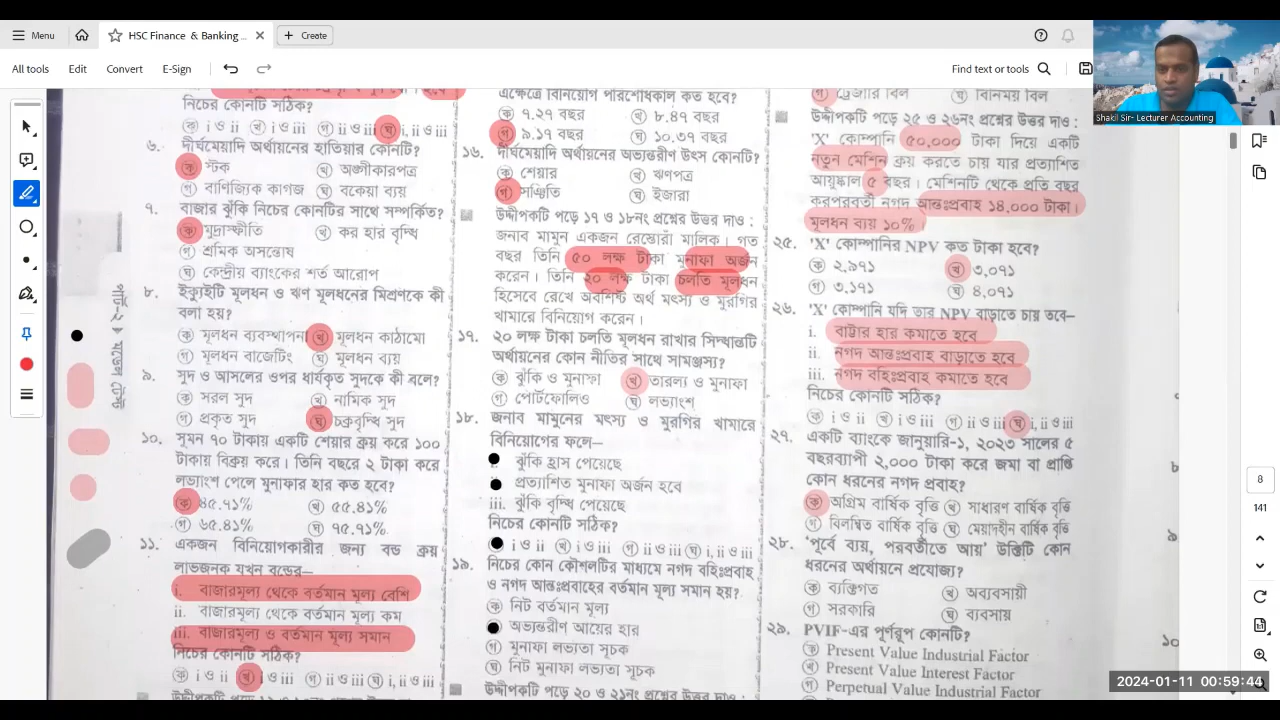 Menu
HSC Finance & Banking ...
Create
All tools
Edit
Convert
E-Sign
Find text or tools
Shakil Sir- Lecturer Accounting
নিচের কোনটি সঠিক?
ক i ও ii খ i ও iii গ ii ও iii ঘ i, ii ও iii
৬. দীর্ঘমেয়াদি অর্থায়নের হাতিয়ার কোনটি?
ক স্টক খ অঙ্গীকারপত্র
গ বাণিজ্যিক কাগজ ঘ বকেয়া ব্যয়
৭. বাজার ঝুঁকি নিচের কোনটির সাথে সম্পর্কিত?
ক মুদ্রাস্ফীতি খ কর হার বৃদ্ধি
গ শ্রমিক অসন্তোষ
ঘ কেন্দ্রীয় ব্যাংকের শর্ত আরোপ
৮. ইক্যুইটি মূলধন ও ঋণ মূলধনের মিশ্রণকে কী
বলা হয়?
ক মূলধন ব্যবস্থাপনা খ মূলধন কাঠামো
গ মূলধন বাজেটিং ঘ মূলধন ব্যয়
৯. সুদ ও আসলের ওপর ধার্যকৃত সুদকে কী বলে?
ক সরল সুদ খ নামিক সুদ
গ প্রকৃত সুদ ঘ চক্রবৃদ্ধি সুদ
১০. সুমন ৭০ টাকায় একটি শেয়ার ক্রয় করে ১০০
টাকায় বিক্রয় করে। তিনি বছরে ২ টাকা করে
লভ্যাংশ পেলে মুনাফার হার কত হবে?
ক ৪৫.৭১% খ ৫৫.৪১%
গ ৬৫.৪১% ঘ ৭৫.৭১%
১১. একজন বিনিয়োগকারীর জন্য বন্ড ক্রয়
লাভজনক যখন বন্ডের—
i. বাজারমূল্য থেকে বর্তমান মূল্য বেশি
ii. বাজারমূল্য থেকে বর্তমান মূল্য কম
iii. বাজারমূল্য ও বর্তমান মূল্য সমান
নিচের কোনটি সঠিক?
ক i ও ii খ i ও iii গ ii ও iii ঘ i, ii ও iii
এক্ষেত্রে বিনিয়োগ পরিশোধকাল কত হবে?
ক ৭.২৭ বছর খ ৮.৪৭ বছর
গ ৯.১৭ বছর ঘ ১০.৩৭ বছর
১৬. দীর্ঘমেয়াদি অর্থায়নের অভ্যন্তরীণ উৎস কোনটি?
ক শেয়ার খ ঋণপত্র
গ সঞ্চিতি ঘ ইজারা
উদ্দীপকটি পড়ে ১৭ ও ১৮নং প্রশ্নের উত্তর দাও :
জনাব মামুন একজন রেস্তোরাঁ মালিক। গত
বছর তিনি ৫০ লক্ষ টাকা মুনাফা অর্জন
করেন। তিনি ২০ লক্ষ টাকা চলতি মূলধন
হিসেবে রেখে অবশিষ্ট অর্থ মৎস্য ও মুরগির
খামারে বিনিয়োগ করেন।
১৭. ২০ লক্ষ টাকা চলতি মূলধন রাখার সিদ্ধান্তটি
অর্থায়নের কোন নীতির সাথে সামঞ্জস্য?
ক ঝুঁকি ও মুনাফা খ তারল্য ও মুনাফা
গ পোর্টফোলিও ঘ লভ্যাংশ
১৮. জনাব মামুনের মৎস্য ও মুরগির খামারে
বিনিয়োগের ফলে—
ঝুঁকি হ্রাস পেয়েছে
প্রত্যাশিত মুনাফা অর্জন হবে
iii. ঝুঁকি বৃদ্ধি পেয়েছে
নিচের কোনটি সঠিক?
i ও ii খ i ও iii গ ii ও iii ঘ i, ii ও iii
১৯. নিচের কোন কৌশলটির মাধ্যমে নগদ বহিঃপ্রবাহ
ও নগদ আন্তঃপ্রবাহের বর্তমান মূল্য সমান হয়?
ক নিট বর্তমান মূল্য
অভ্যন্তরীণ আয়ের হার
গ মুনাফা লভ্যতা সূচক
ঘ নিট মুনাফা লভ্যতা সূচক
উদ্দীপকটি পড়ে ২০ ও ২১নং প্রশ্নের উত্তর দাও :
গ ট্রেজারি বিল ঘ বিনিময় বিল
উদ্দীপকটি পড়ে ২৫ ও ২৬নং প্রশ্নের উত্তর দাও :
'X' কোম্পানি ৫০,০০০ টাকা দিয়ে একটি
নতুন মেশিন ক্রয় করতে চায় যার প্রত্যাশিত
আয়ুষ্কাল ৫ বছর। মেশিনটি থেকে প্রতি বছর
করপরবর্তী নগদ আন্তঃপ্রবাহ ১৪,০০০ টাকা।
মূলধন ব্যয় ১০%।
২৫. 'X' কোম্পানির NPV কত টাকা হবে?
ক ২,৯৭১ খ ৩,০৭১
গ ৩,১৭১ ঘ ৪,০৭১
২৬. 'X' কোম্পানি যদি তার NPV বাড়াতে চায় তবে-
i. বাট্টার হার কমাতে হবে
ii. নগদ আন্তঃপ্রবাহ বাড়াতে হবে
iii. নগদ বহিঃপ্রবাহ কমাতে হবে
নিচের কোনটি সঠিক?
ক i ও ii খ i ও iii গ ii ও iii ঘ i, ii ও iii
২৭. একটি ব্যাংকে জানুয়ারি-১, ২০২৩ সালের ৫
বছরব্যাপী ২,০০০ টাকা করে জমা বা প্রাপ্তি
কোন ধরনের নগদ প্রবাহ?
ক অগ্রিম বার্ষিক বৃত্তি খ সাধারণ বার্ষিক বৃত্তি
গ বিলম্বিত বার্ষিক বৃত্তি ঘ মেয়াদহীন বার্ষিক বৃত্তি
২৮. 'পূর্বে ব্যয়, পরবর্তীতে আয়' উক্তিটি কোন
ধরনের অর্থায়নে প্রযোজ্য?
ক ব্যক্তিগত খ অব্যবসায়ী
গ সরকারি ঘ ব্যবসায়
২৯. PVIF-এর পূর্ণরূপ কোনটি?
ক Present Value Industrial Factor
খ Present Value Interest Factor
গ Perpetual Value Industrial Factor
8
141
2024-01-11 00:59:44